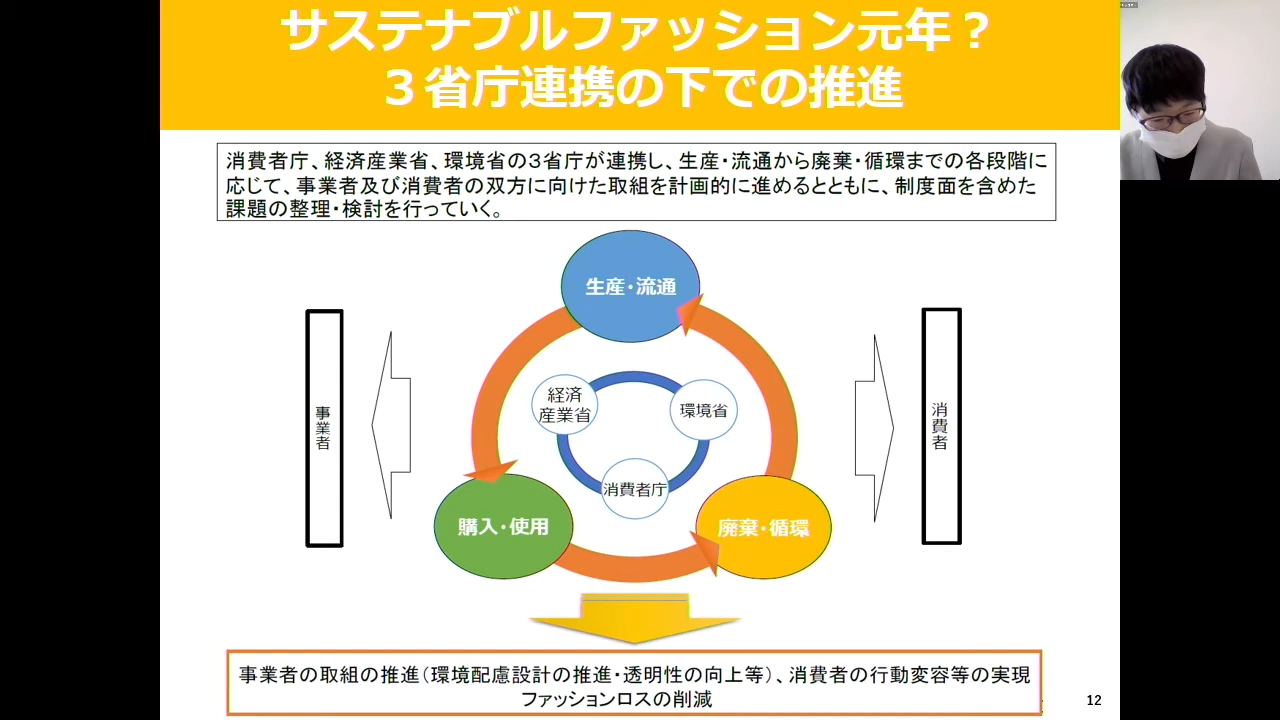 サステナブルファッション元年？
３省庁連携の下での推進
消費者庁、経済産業省、環境省の3省庁が連携し、生産・流通から廃棄・循環までの各段階に
応じて、事業者及び消費者の双方に向けた取組を計画的に進めるとともに、制度面を含めた
課題の整理・検討を行っていく。
生産・流通
事業者
経済
産業省
環境省
消費者
消費者庁
購入・使用
廃棄・循環
事業者の取組の推進（環境配慮設計の推進・透明性の向上等）、消費者の行動変容等の実現
ファッションロスの削減
12